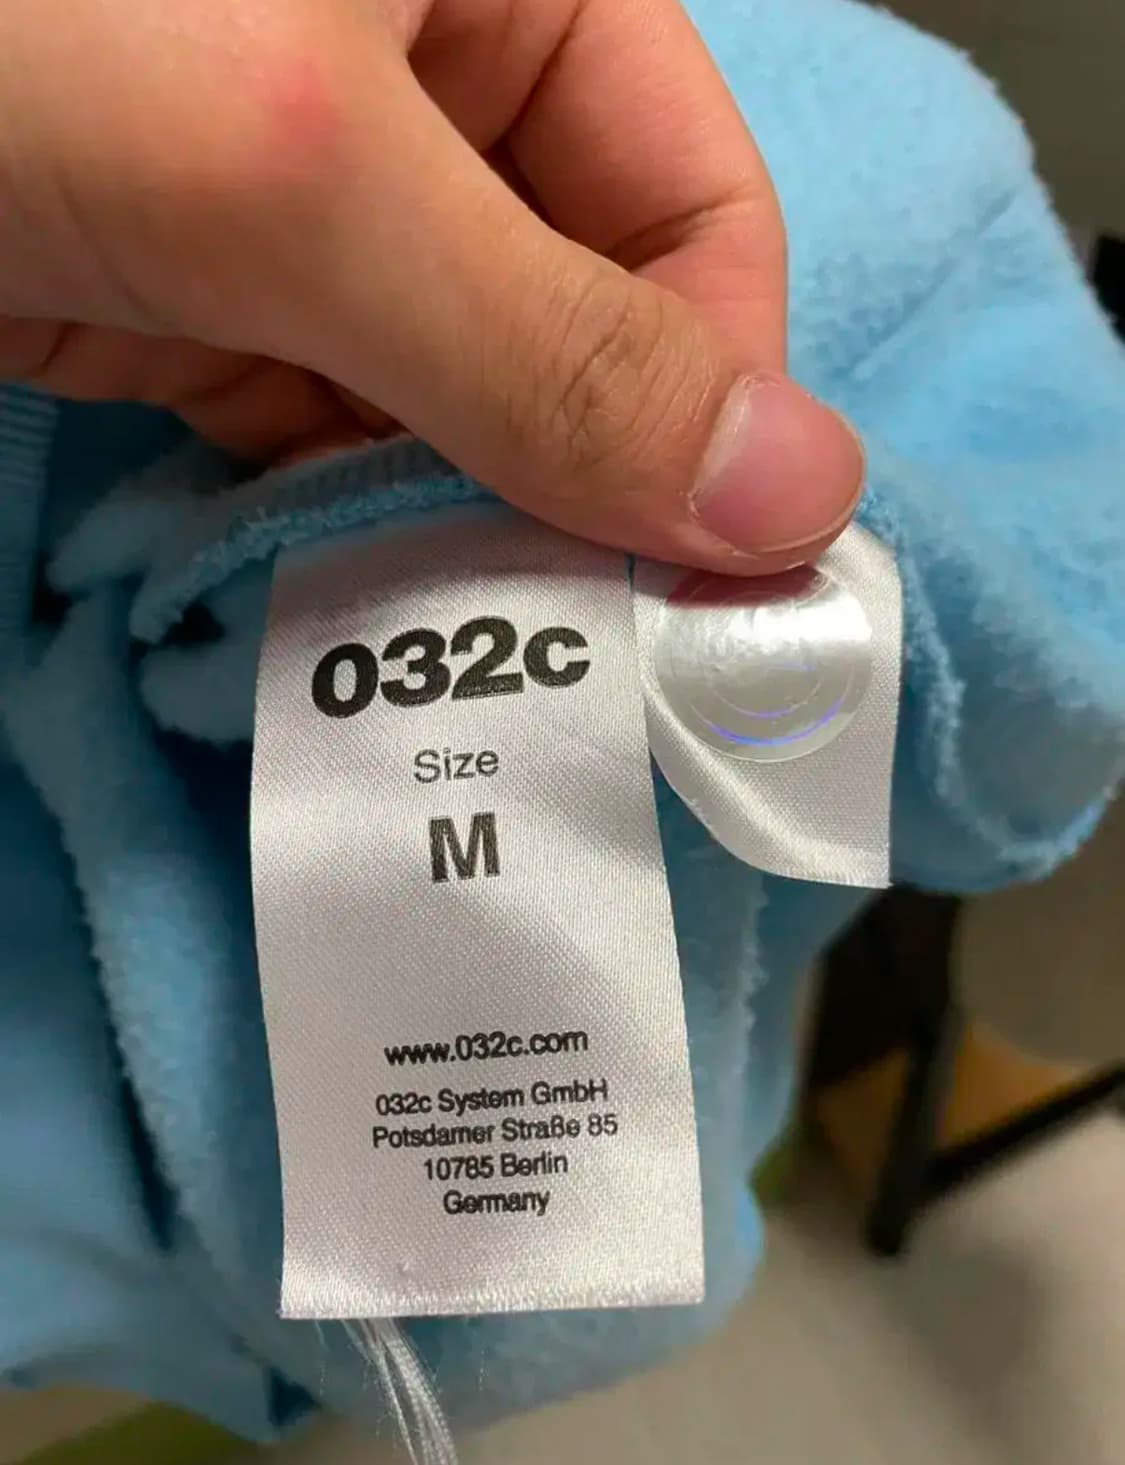 032c
Size
M
www.032c.com
032c System GmbH
Potsdamer Straße 85
10785 Berlin
Germany